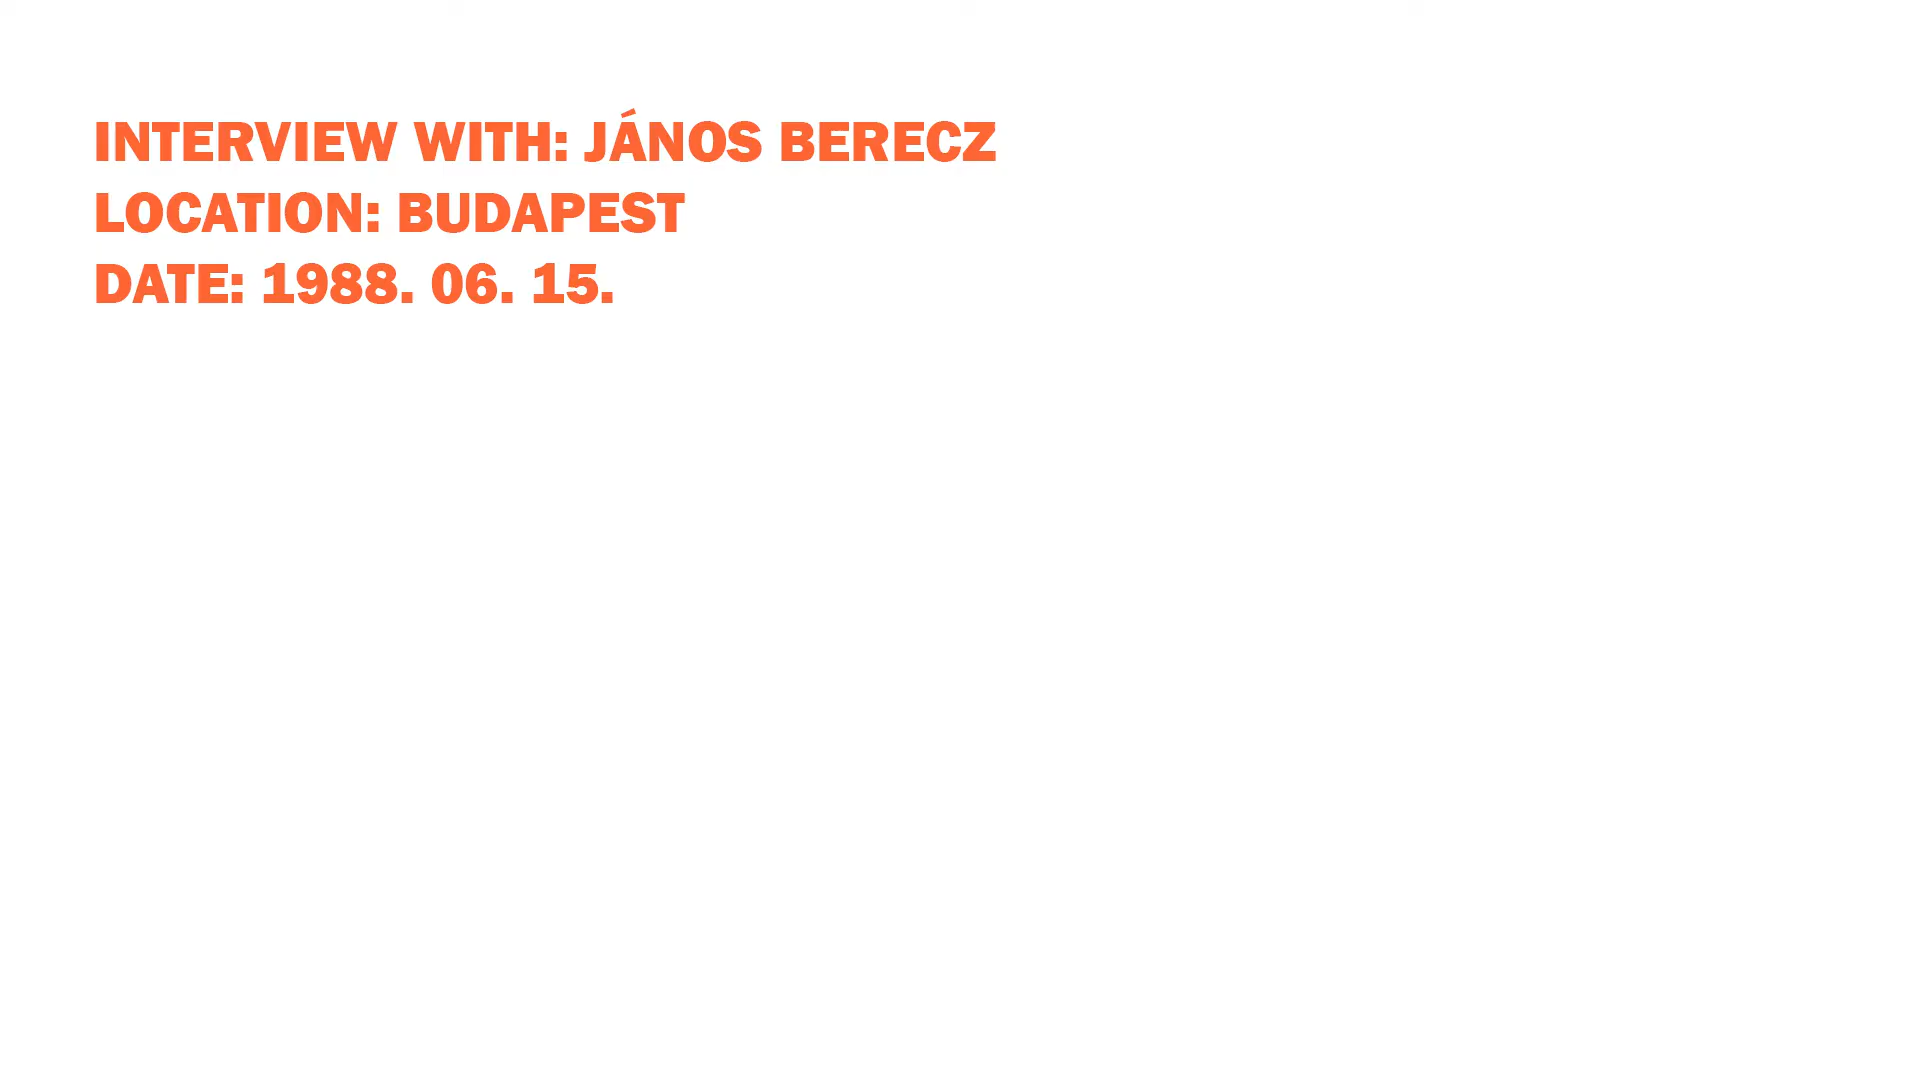 INTERVIEW WITH: JÁNOS BERECZ
LOCATION: BUDAPEST
DATE: 1988. 06. 15.